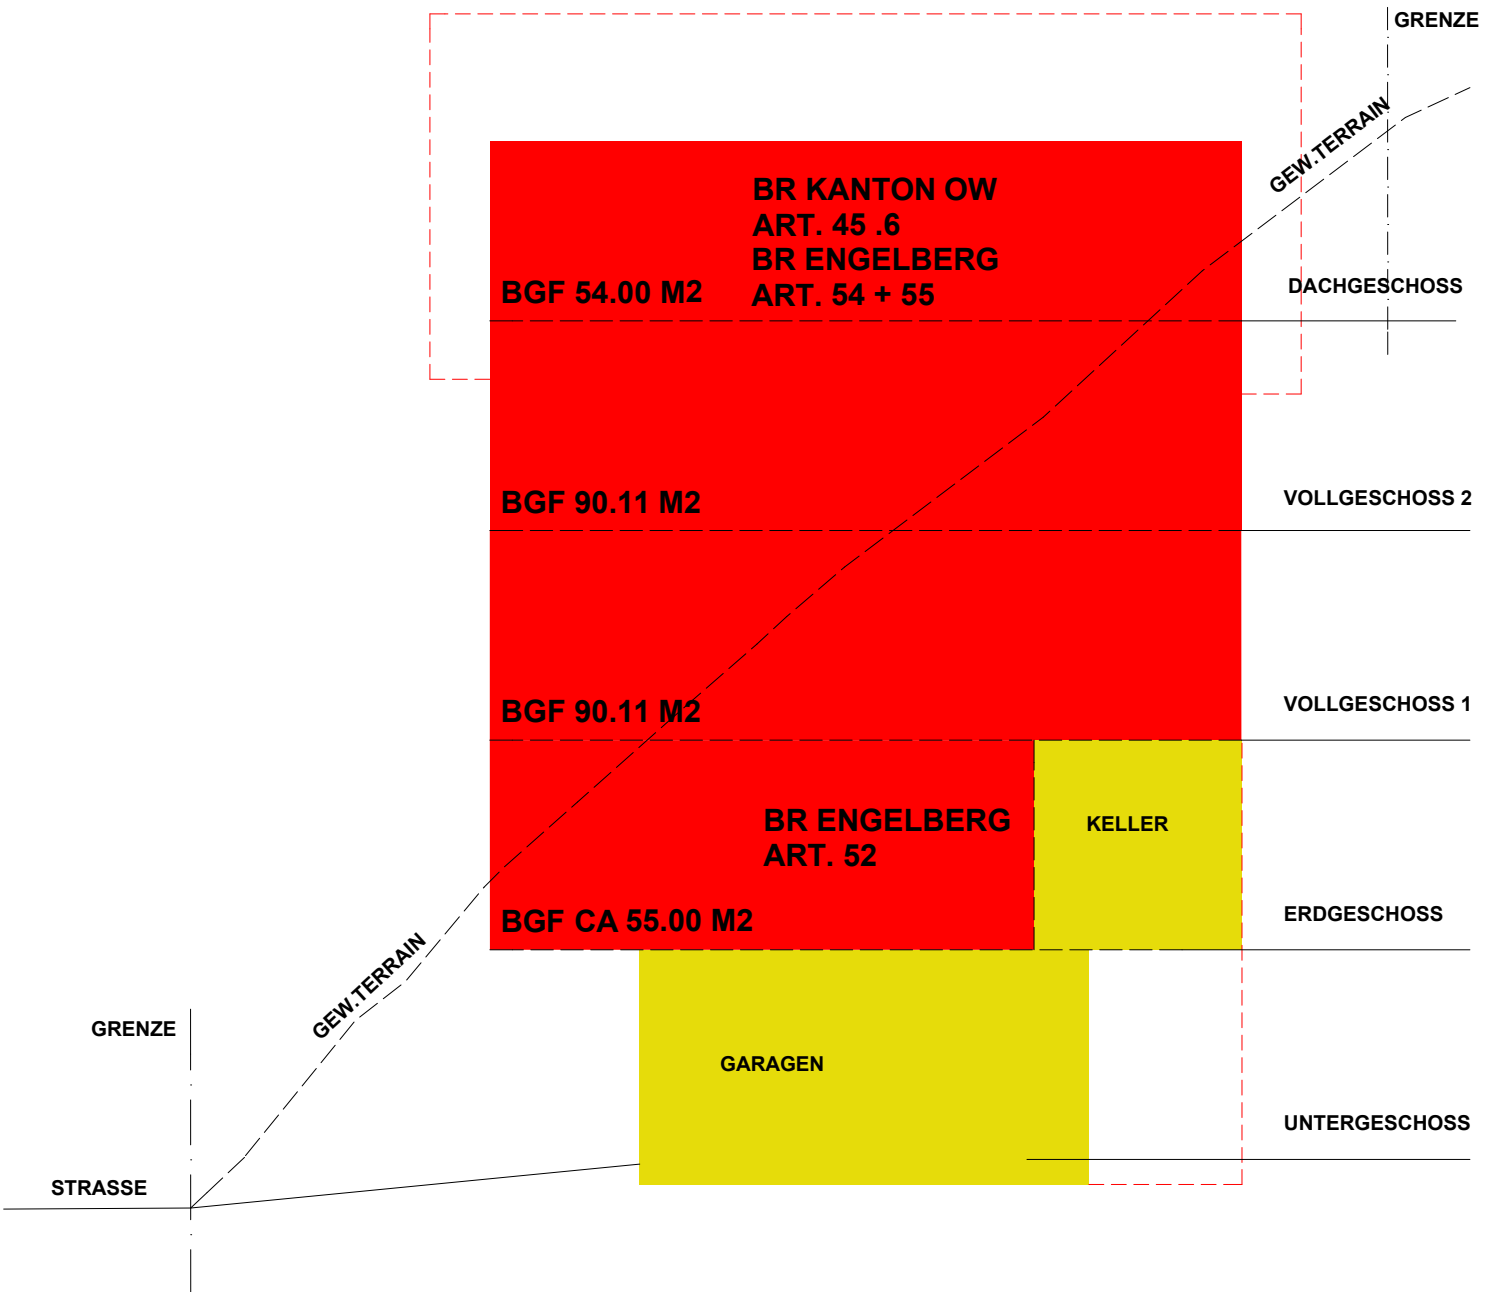 GRENZE
GEW.TERRAIN
BR KANTON OW
ART. 45 .6
BR ENGELBERG
ART. 54 + 55
BGF 54.00 M2
DACHGESCHOSS
BGF 90.11 M2
VOLLGESCHOSS 2
BGF 90.11 M2
VOLLGESCHOSS 1
BR ENGELBERG
ART. 52
KELLER
BGF CA 55.00 M2
ERDGESCHOSS
GEW.TERRAIN
GRENZE
GARAGEN
UNTERGESCHOSS
STRASSE